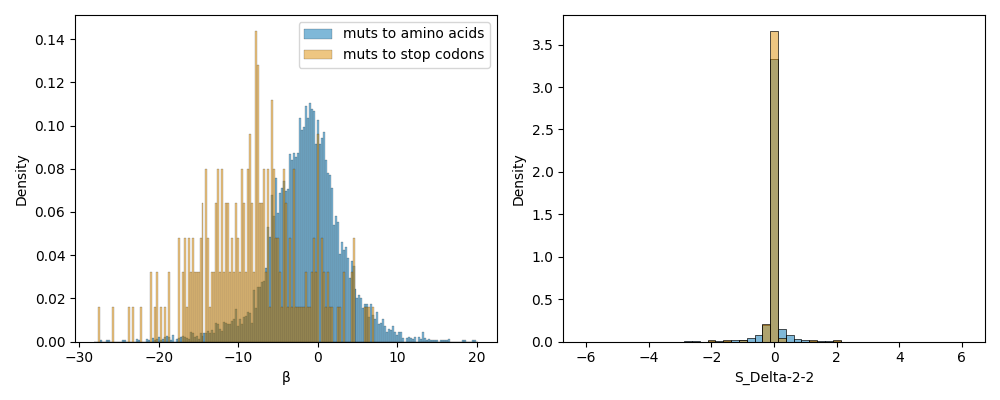 muts to amino acids
muts to stop codons
Density
0.14
0.12
0.10
0.08
0.06
0.04
0.02
0.00
−30 −20 −10 0 10 20
β
Density
3.5
3.0
2.5
2.0
1.5
1.0
0.5
0.0
−6 −4 −2 0 2 4 6
S_Delta-2-2